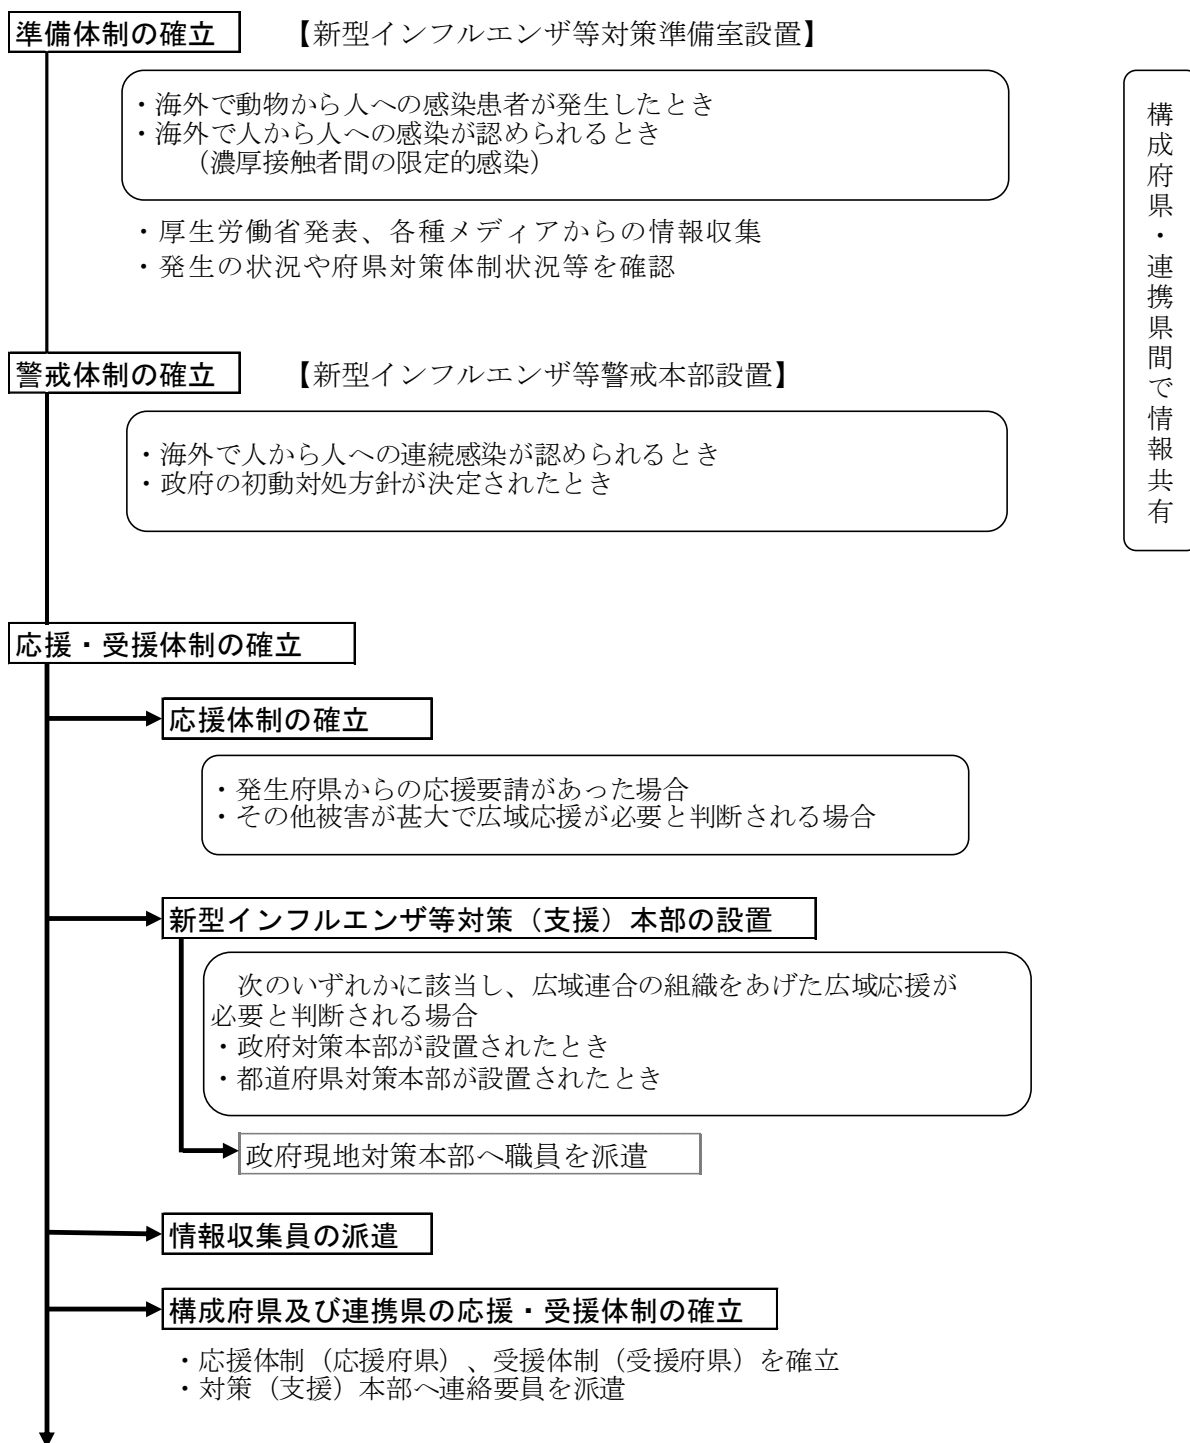 準備体制の確立 【新型インフルエンザ等対策準備室設置】
・海外で動物から人への感染患者が発生したとき
・海外で人から人への感染が認められるとき
（濃厚接触者間の限定的感染）
・厚生労働省発表、各種メディアからの情報収集
・発生の状況や府県対策体制状況等を確認
構成府県・連携県間で情報共有
警戒体制の確立 【新型インフルエンザ等警戒本部設置】
・海外で人から人への連続感染が認められるとき
・政府の初動対処方針が決定されたとき
応援・受援体制の確立
応援体制の確立
・発生府県からの応援要請があった場合
・その他被害が甚大で広域応援が必要と判断される場合
新型インフルエンザ等対策（支援）本部の設置
次のいずれかに該当し、広域連合の組織をあげた広域応援が
必要と判断される場合
・政府対策本部が設置されたとき
・都道府県対策本部が設置されたとき
政府現地対策本部へ職員を派遣
情報収集員の派遣
構成府県及び連携県の応援・受援体制の確立
・応援体制（応援府県）、受援体制（受援府県）を確立
・対策（支援）本部へ連絡要員を派遣